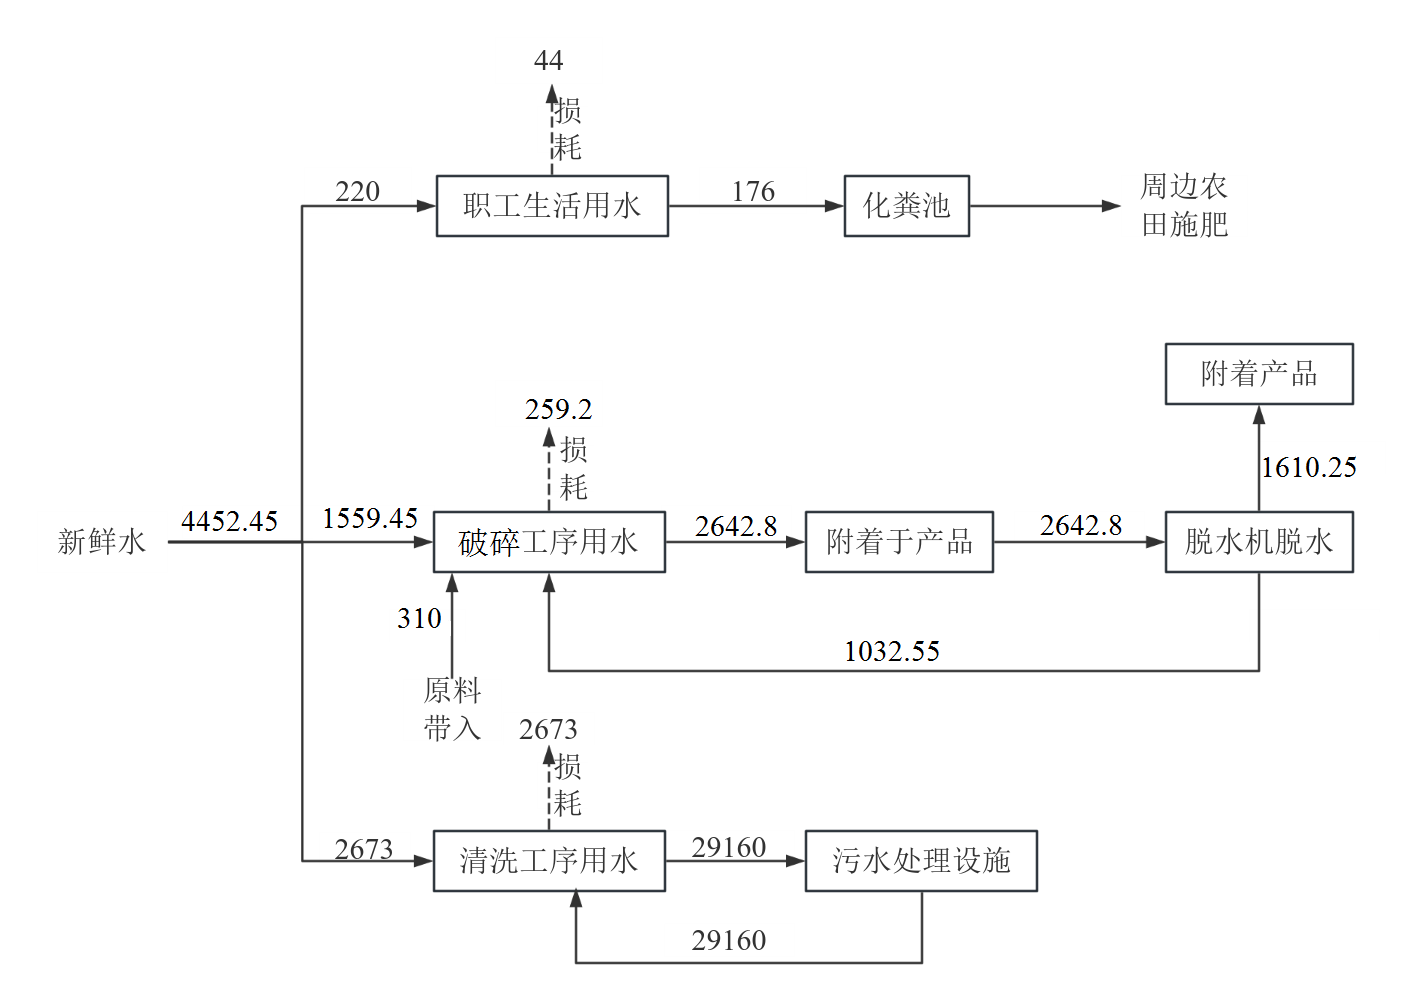 44
损
耗
220
职工生活用水
176
化粪池
周边农
田施肥
附着产品
259.2
损
耗
1610.25
新鲜水
4452.45
1559.45
破碎工序用水
2642.8
附着于产品
2642.8
脱水机脱水
310
1032.55
原料
带入
2673
损
耗
2673
清洗工序用水
29160
污水处理设施
29160